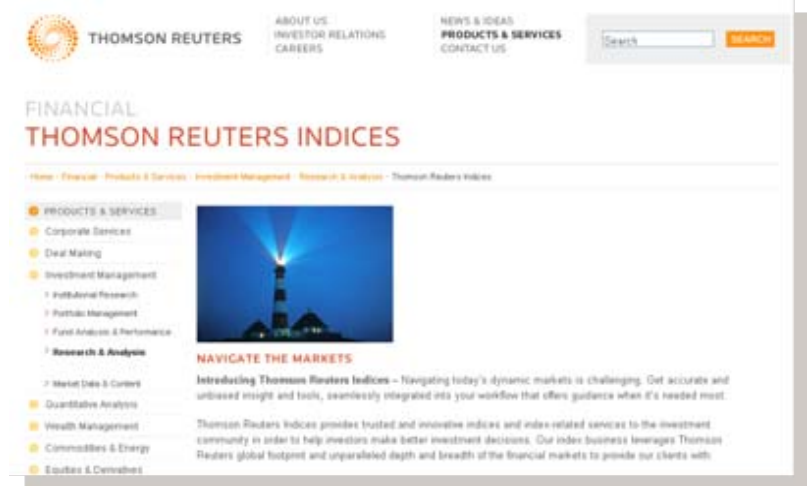 THOMSON REUTERS
ABOUT US
INVESTOR RELATIONS
CAREERS
NEWS & IDEAS
PRODUCTS & SERVICES
CONTACT US
Search
SEARCH
FINANCIAL
THOMSON REUTERS INDICES
Home · Financial · Products & Services · Investment Management · Research & Analysis · Thomson Reuters Indices
PRODUCTS & SERVICES
Corporate Services
Deal Making
Investment Management
Institutional Research
Portfolio Management
Fund Analysis & Performance
Research & Analysis
Market Data & Content
Quantitative Analytics
Wealth Management
Commodities & Energy
Equities & Derivatives
NAVIGATE THE MARKETS
Introducing Thomson Reuters Indices – Navigating today's dynamic markets is challenging. Get accurate and
unbiased insight and tools, seamlessly integrated into your workflow that offers guidance when it's needed most.
Thomson Reuters Indices provides trusted and innovative indices and index-related services to the investment
community in order to help investors make better investment decisions. Our index business leverages Thomson
Reuters global footprint and unparalleled depth and breadth of the financial markets to provide our clients with